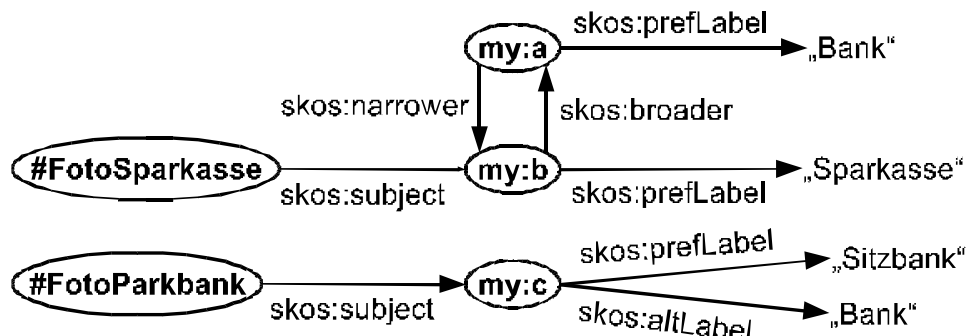 skos:prefLabel
my:a
„Bank“
skos:narrower
skos:broader
#FotoSparkasse
my:b
„Sparkasse“
skos:subject
skos:prefLabel
skos:prefLabel
„Sitzbank“
#FotoParkbank
my:c
skos:subject
skos:altLabel
„Bank“